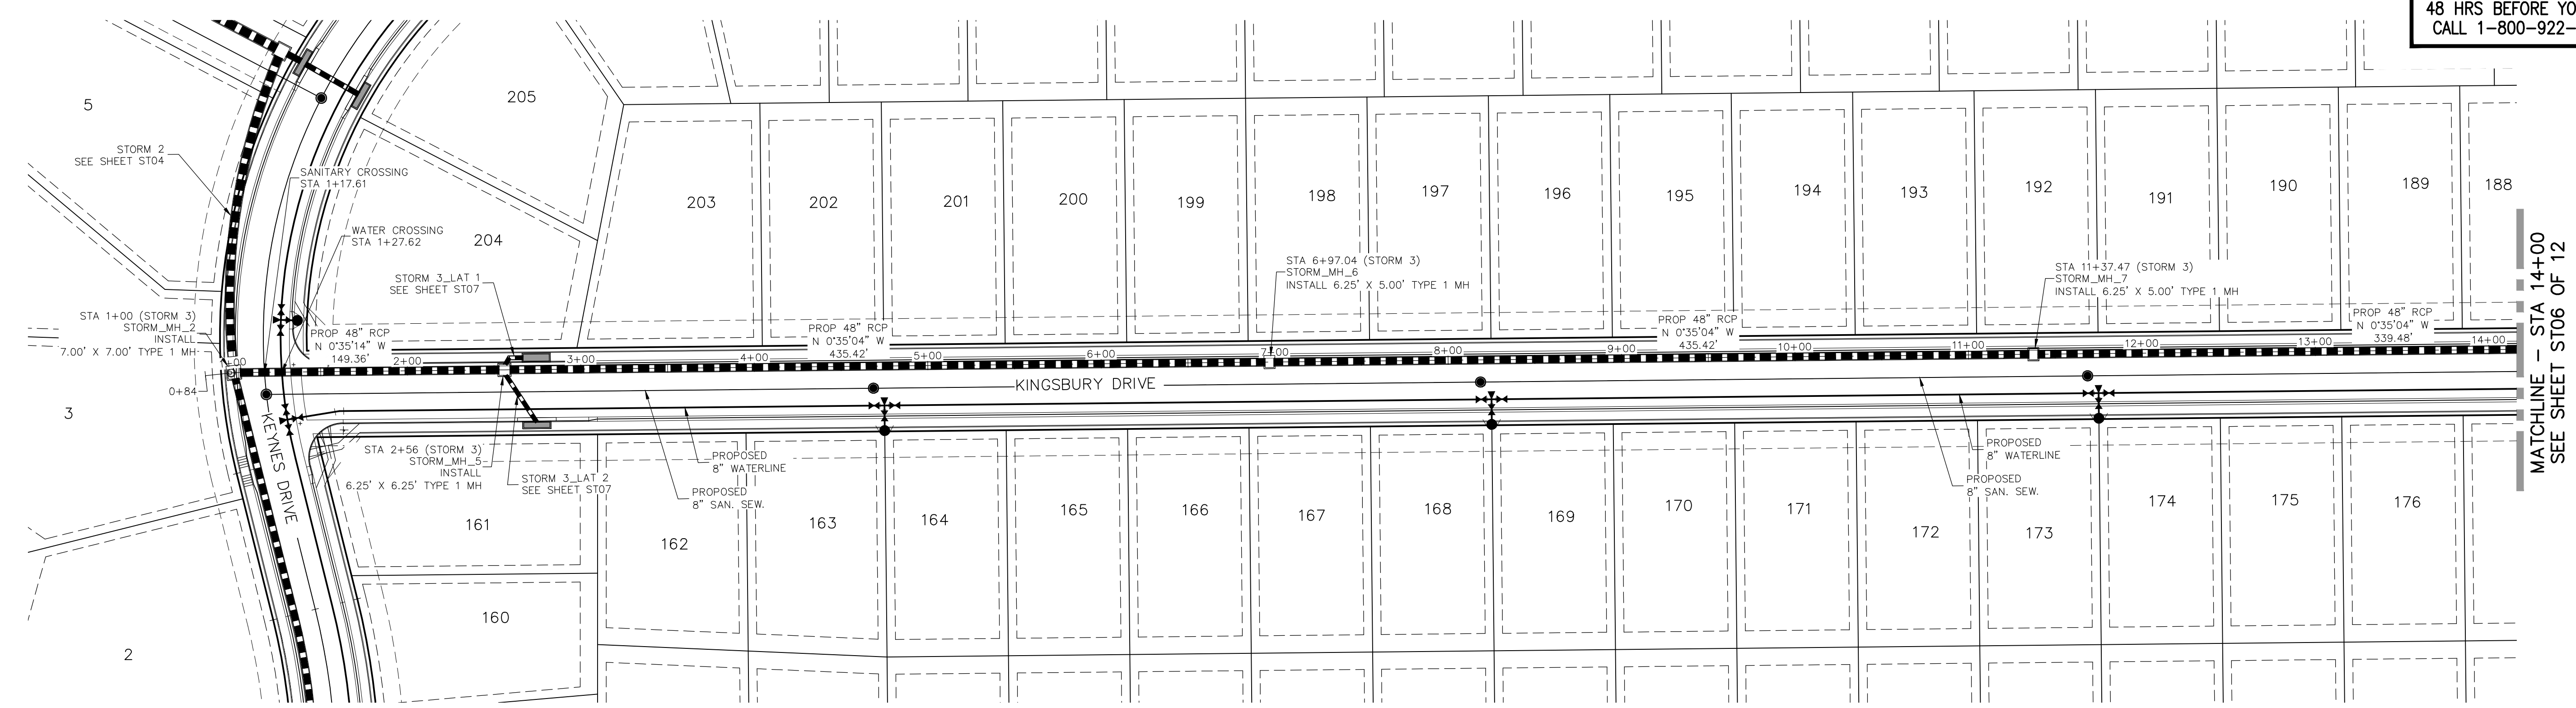 48 HRS BEFORE YO
CALL 1-800-922-
5
205
STORM 2
SEE SHEET ST04
SANITARY CROSSING
STA 1+17.61
WATER CROSSING
STA 1+27.62
204
203
202
201
200
199
198
197
196
195
194
193
192
191
190
189
188
STORM 3_LAT 1
SEE SHEET ST07
STA 6+97.04 (STORM 3)
STORM_MH_6
INSTALL 6.25' X 5.00' TYPE 1 MH
STA 11+37.47 (STORM 3)
STORM_MH_7
INSTALL 6.25' X 5.00' TYPE 1 MH
STA 1+00 (STORM 3)
STORM_MH_2
INSTALL
7.00' X 7.00' TYPE 1 MH
PROP 48" RCP
N 0°35'14" W
149.36'
PROP 48" RCP
N 0°35'04" W
435.42'
PROP 48" RCP
N 0°35'04" W
435.42'
PROP 48" RCP
N 0°35'04" W
339.48'
+00
2+00
3+00
4+00
5+00
6+00
7+00
8+00
9+00
10+00
11+00
12+00
13+00
14+00
0+84
KINGSBURY DRIVE
KEYNES DRIVE
MATCHLINE - STA 14+00
SEE SHEET ST06 OF 12
3
STA 2+56 (STORM 3)
STORM_MH_5
INSTALL
6.25' X 6.25' TYPE 1 MH
STORM 3_LAT 2
SEE SHEET ST07
PROPOSED
8" WATERLINE
PROPOSED
8" SAN. SEW.
PROPOSED
8" WATERLINE
PROPOSED
8" SAN. SEW.
161
162
163
164
165
166
167
168
169
170
171
172
173
174
175
176
160
2